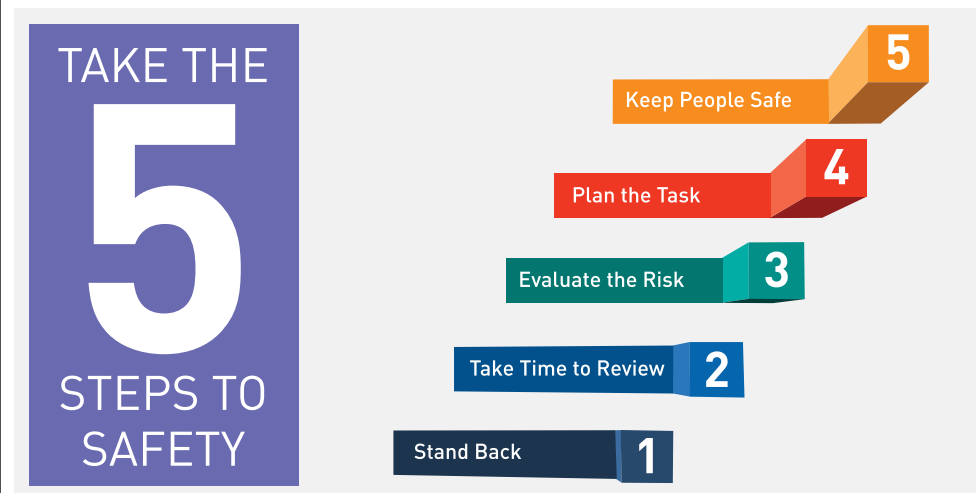 TAKE THE
5
STEPS TO
SAFETY
Keep People Safe 5
Plan the Task 4
Evaluate the Risk 3
Take Time to Review 2
Stand Back 1